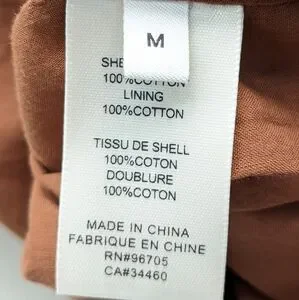 M
SHE
100%COTTON
LINING
100%COTTON
TISSU DE SHELL
100%COTON
DOUBLURE
100%COTON
MADE IN CHINA
FABRIQUE EN CHINE
RN#96705
CA#34460